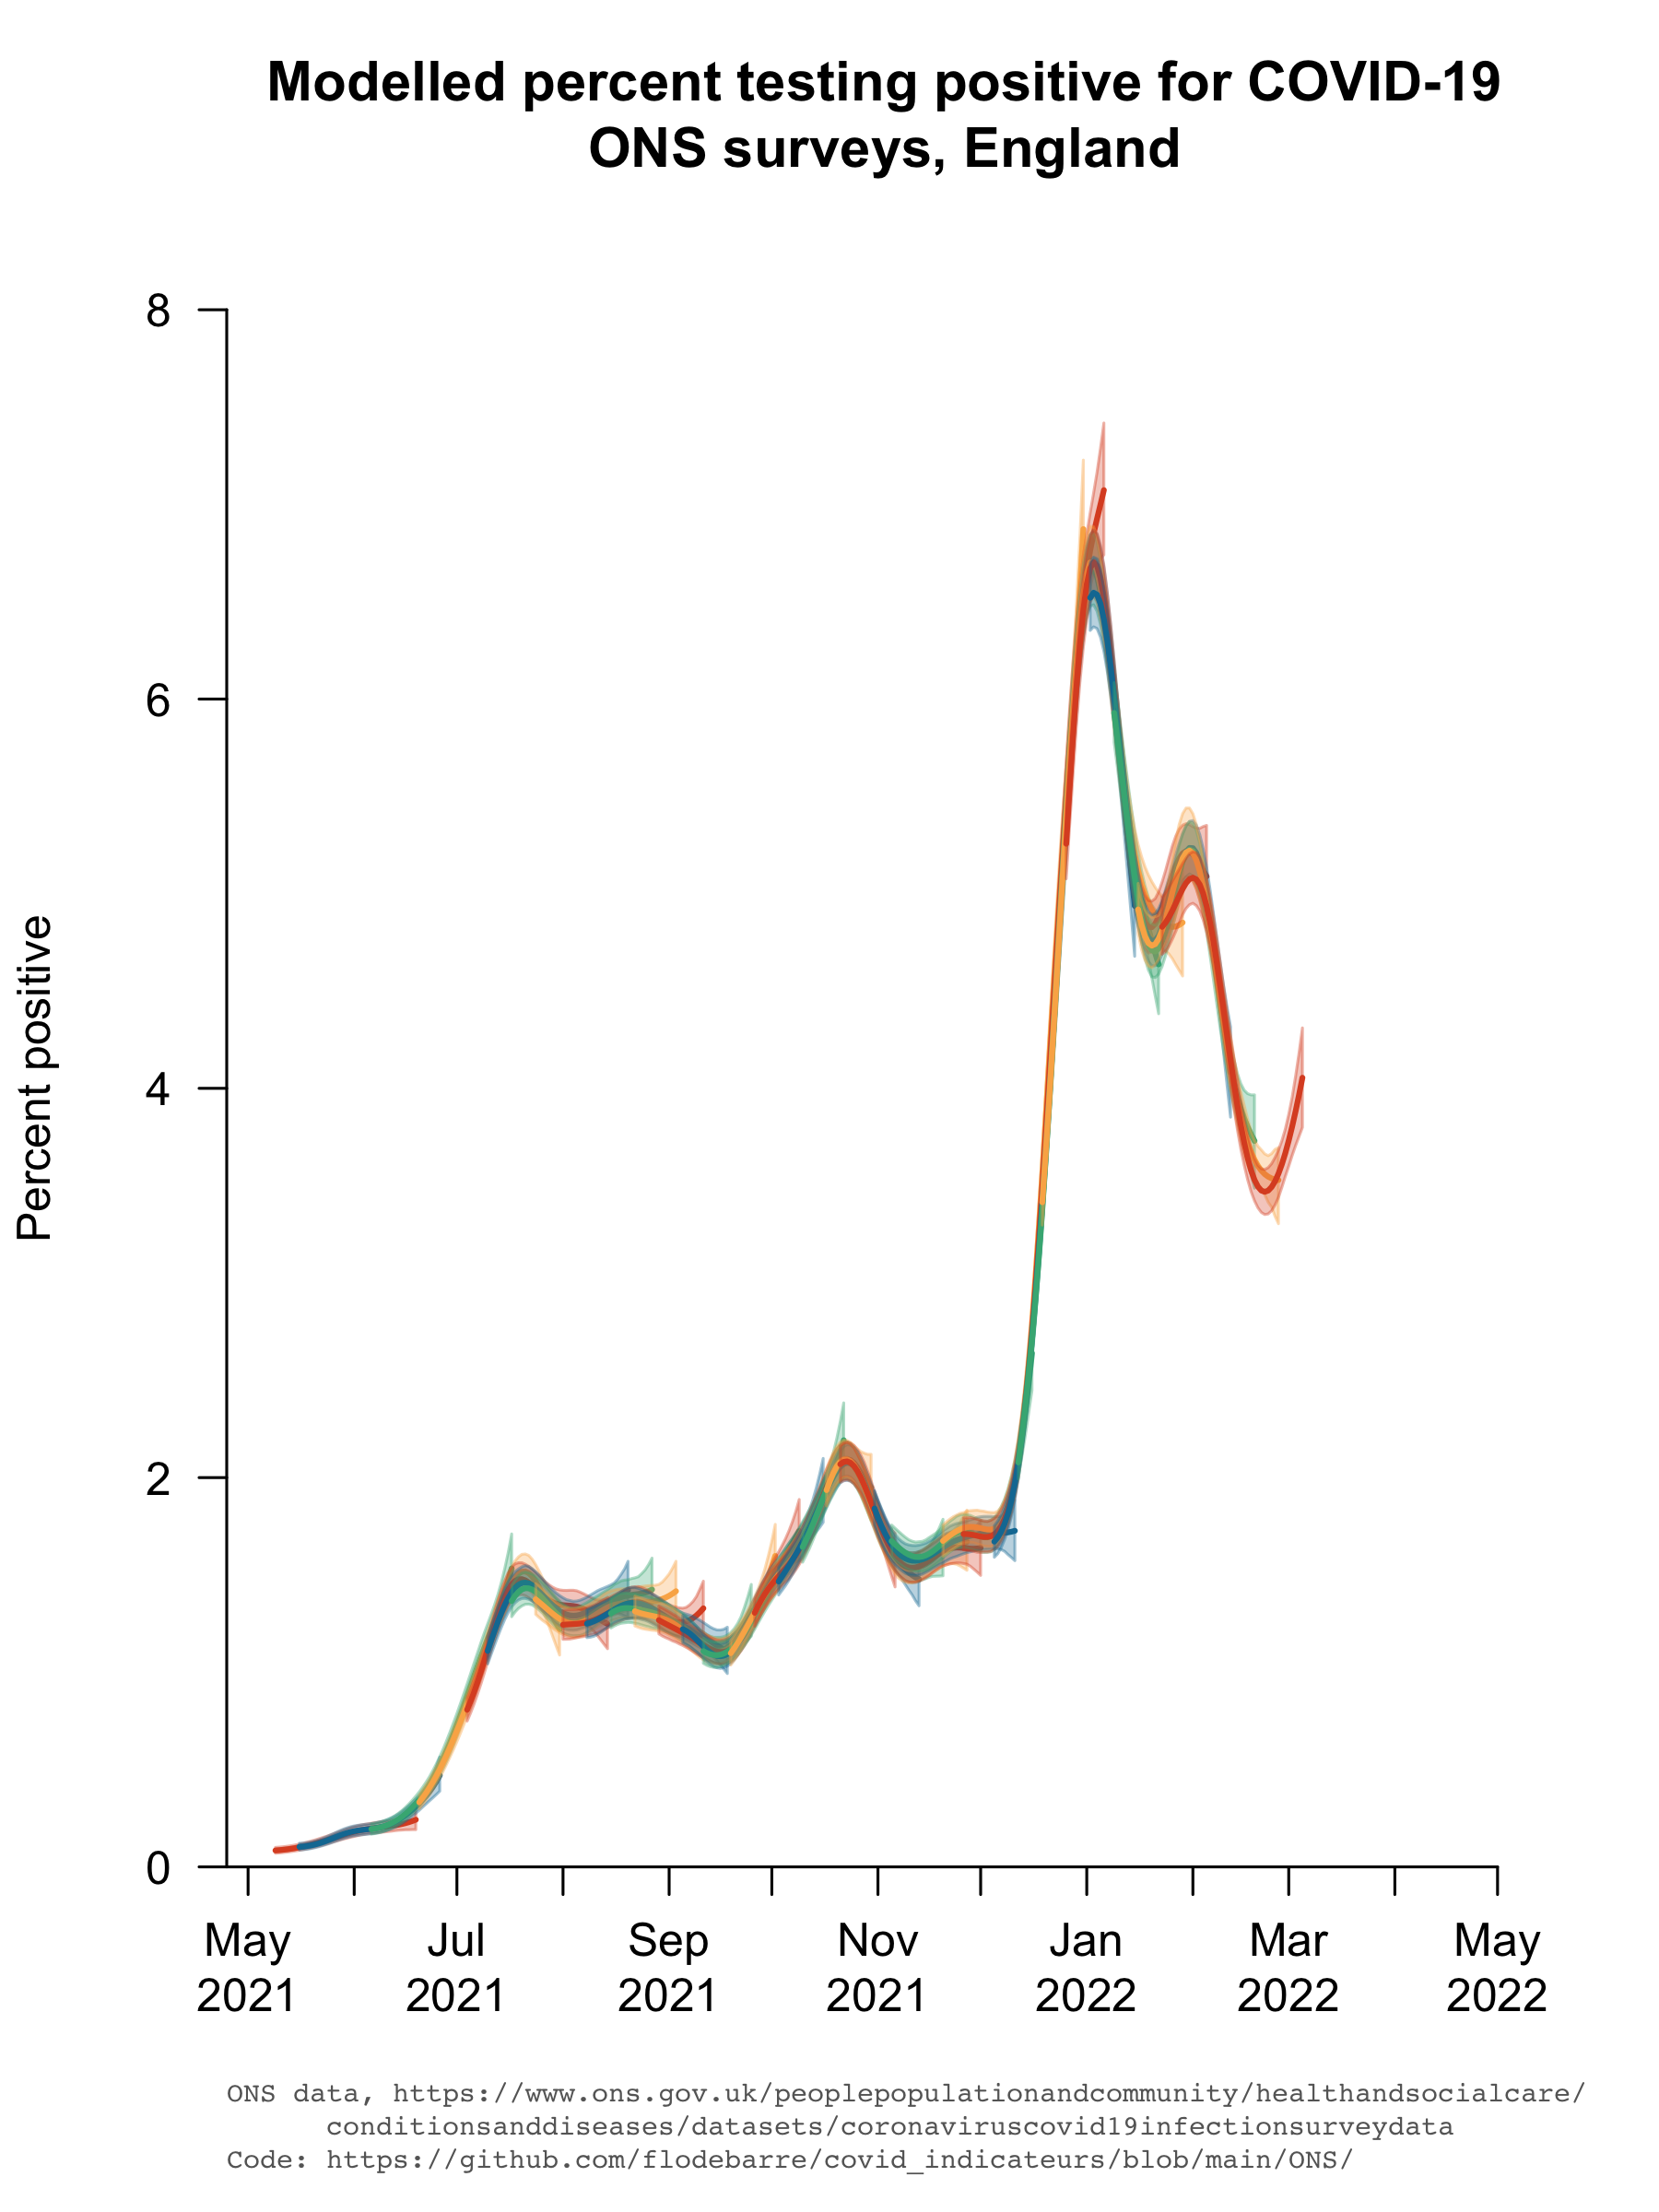 Modelled percent testing positive for COVID-19
ONS surveys, England
8
6
4
2
0
Percent positive
May Jul Sep Nov Jan Mar May
2021 2021 2021 2021 2022 2022 2022
ONS data, https://www.ons.gov.uk/peoplepopulationandcommunity/healthandsocialcare/
conditionsanddiseases/datasets/coronaviruscovid19infectionsurveydata
Code: https://github.com/flodebarre/covid_indicateurs/blob/main/ONS/